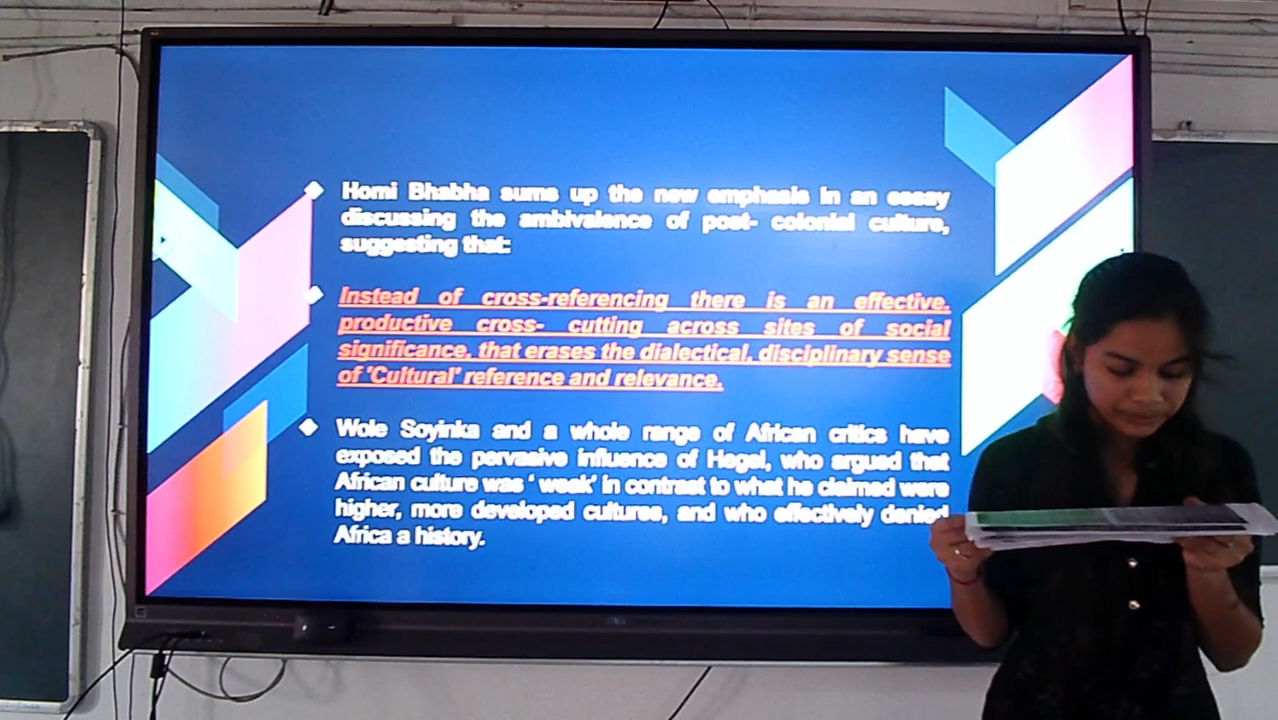 Homi Bhabha sums up the new emphasis in an essay
discussing the ambivalence of post- colonial culture,
suggesting that:
Instead of cross-referencing there is an effective,
productive cross- cutting across sites of social
significance, that erases the dialectical, disciplinary sense
of 'Cultural' reference and relevance.
Wole Soyinka and a whole range of African critics have
exposed the pervasive influence of Hegel, who argued that
African culture was ‘ weak’ in contrast to what he claimed were
higher, more developed cultures, and who effectively denied
Africa a history.